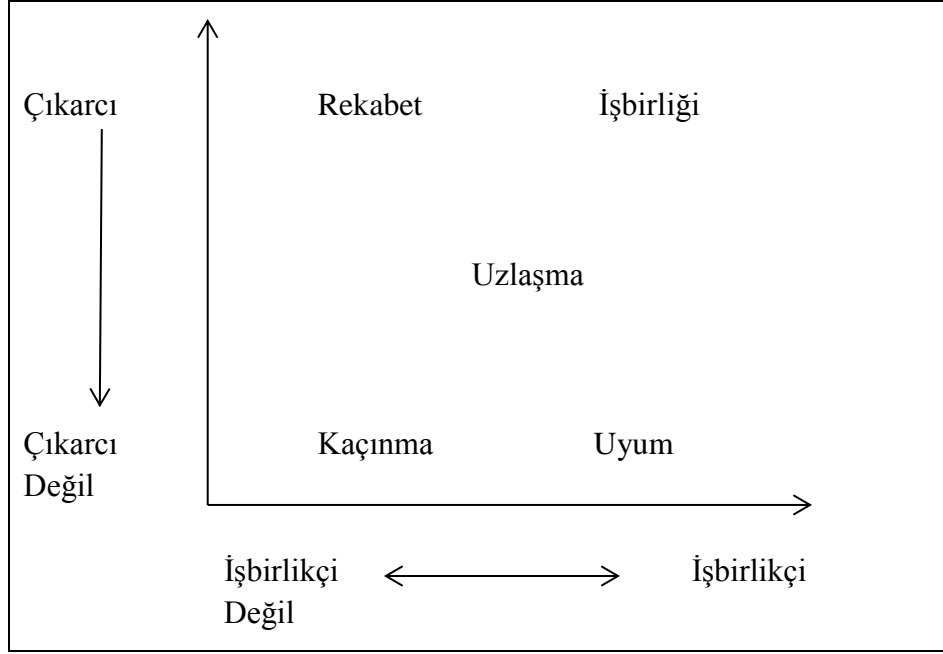 Çıkarcı
Rekabet
İşbirliği
Uzlaşma
Çıkarcı
Değil
Kaçınma
Uyum
İşbirlikçi
Değil
İşbirlikçi